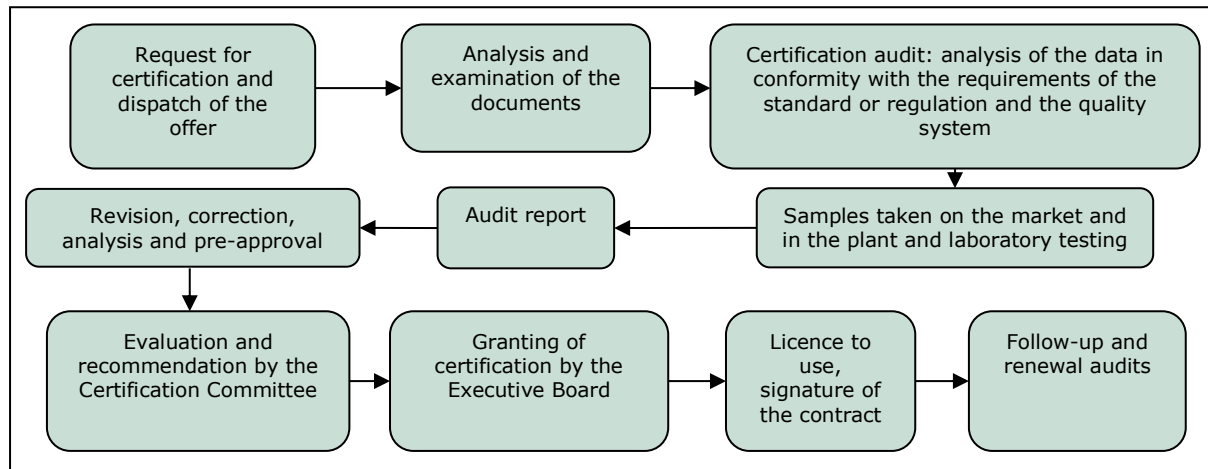 Request for
certification and
dispatch of the
offer
Analysis and
examination of the
documents
Certification audit: analysis of the data in
conformity with the requirements of the
standard or regulation and the quality
system
Samples taken on the market and
in the plant and laboratory testing
Audit report
Revision, correction,
analysis and pre-approval
Evaluation and
recommendation by the
Certification Committee
Granting of
certification by the
Executive Board
Licence to
use,
signature of
the contract
Follow-up and
renewal audits